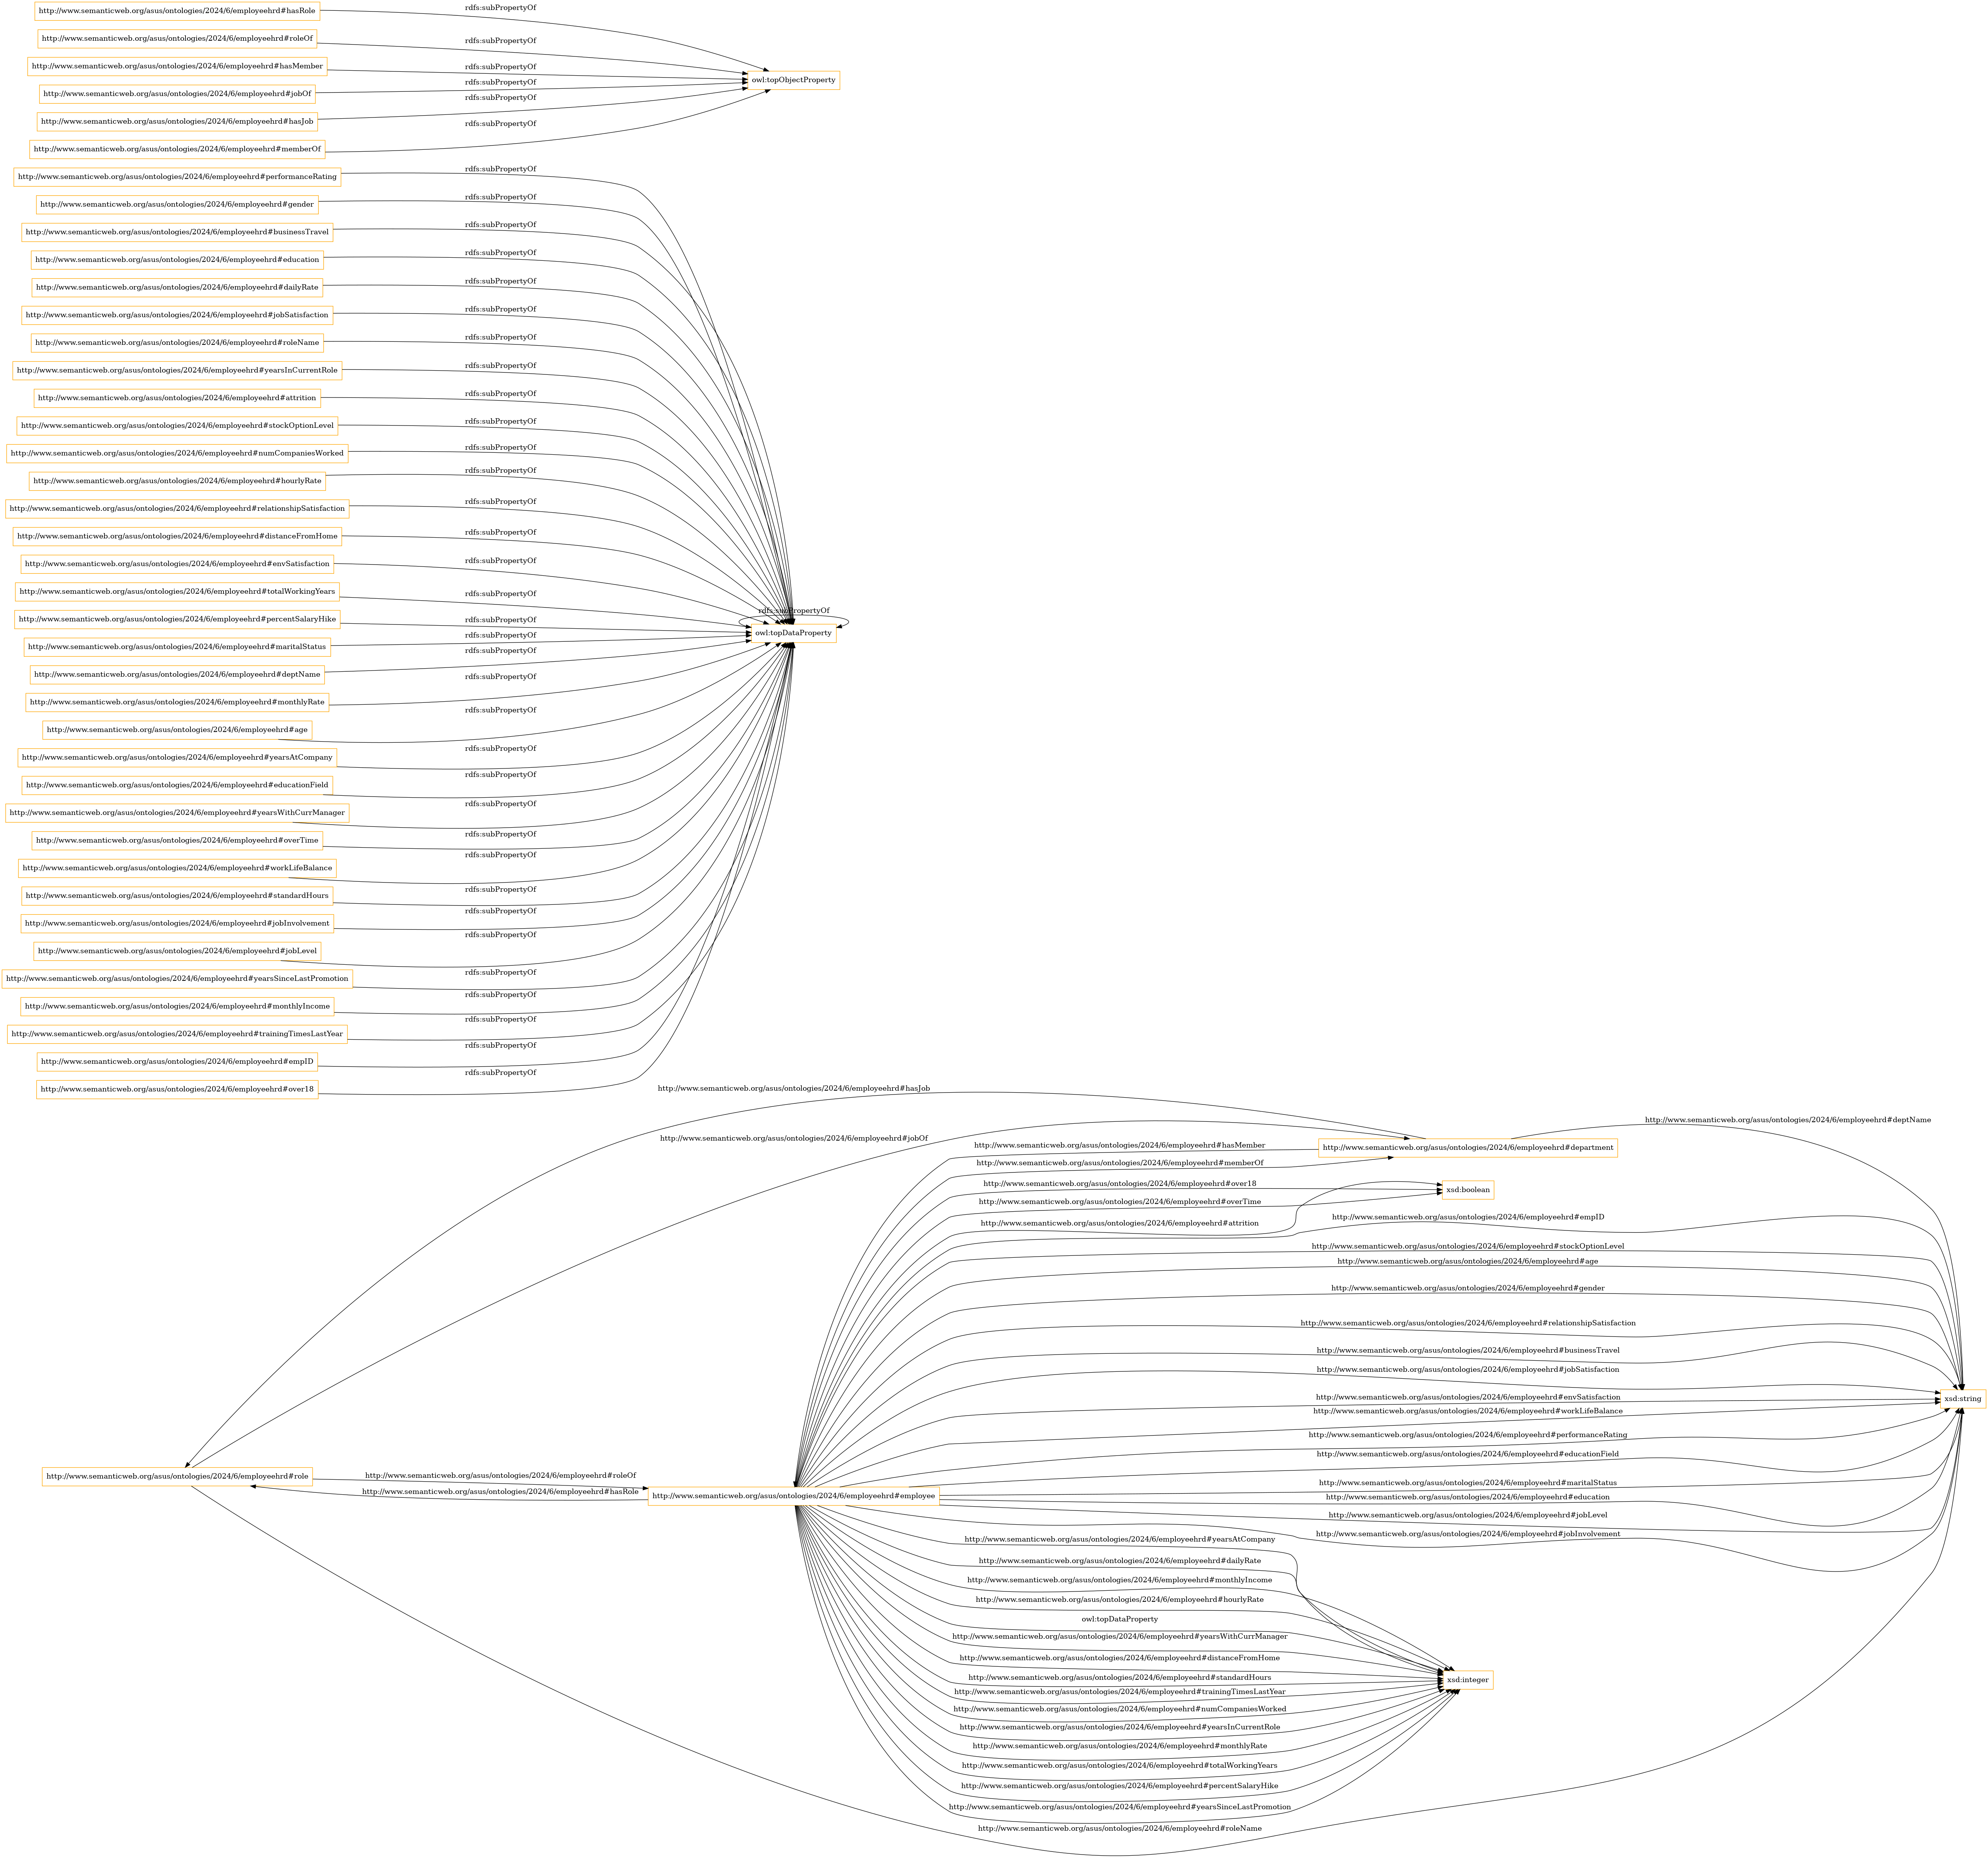 http://www.semanticweb.org/asus/ontologies/2024/6/employeehrd#hasRole
rdfs:subPropertyOf
http://www.semanticweb.org/asus/ontologies/2024/6/employeehrd#roleOf
rdfs:subPropertyOf
http://www.semanticweb.org/asus/ontologies/2024/6/employeehrd#hasMember
rdfs:subPropertyOf
owl:topObjectProperty
http://www.semanticweb.org/asus/ontologies/2024/6/employeehrd#jobOf
rdfs:subPropertyOf
http://www.semanticweb.org/asus/ontologies/2024/6/employeehrd#hasJob
rdfs:subPropertyOf
http://www.semanticweb.org/asus/ontologies/2024/6/employeehrd#memberOf
rdfs:subPropertyOf
http://www.semanticweb.org/asus/ontologies/2024/6/employeehrd#performanceRating
rdfs:subPropertyOf
http://www.semanticweb.org/asus/ontologies/2024/6/employeehrd#gender
rdfs:subPropertyOf
http://www.semanticweb.org/asus/ontologies/2024/6/employeehrd#businessTravel
rdfs:subPropertyOf
http://www.semanticweb.org/asus/ontologies/2024/6/employeehrd#education
rdfs:subPropertyOf
http://www.semanticweb.org/asus/ontologies/2024/6/employeehrd#dailyRate
rdfs:subPropertyOf
http://www.semanticweb.org/asus/ontologies/2024/6/employeehrd#jobSatisfaction
rdfs:subPropertyOf
http://www.semanticweb.org/asus/ontologies/2024/6/employeehrd#roleName
rdfs:subPropertyOf
http://www.semanticweb.org/asus/ontologies/2024/6/employeehrd#yearsInCurrentRole
rdfs:subPropertyOf
http://www.semanticweb.org/asus/ontologies/2024/6/employeehrd#attrition
rdfs:subPropertyOf
http://www.semanticweb.org/asus/ontologies/2024/6/employeehrd#stockOptionLevel
rdfs:subPropertyOf
http://www.semanticweb.org/asus/ontologies/2024/6/employeehrd#numCompaniesWorked
rdfs:subPropertyOf
http://www.semanticweb.org/asus/ontologies/2024/6/employeehrd#hourlyRate
rdfs:subPropertyOf
http://www.semanticweb.org/asus/ontologies/2024/6/employeehrd#relationshipSatisfaction
rdfs:subPropertyOf
http://www.semanticweb.org/asus/ontologies/2024/6/employeehrd#distanceFromHome
rdfs:subPropertyOf
http://www.semanticweb.org/asus/ontologies/2024/6/employeehrd#envSatisfaction
rdfs:subPropertyOf
http://www.semanticweb.org/asus/ontologies/2024/6/employeehrd#totalWorkingYears
rdfs:subPropertyOf
rdfs:subPropertyOf
http://www.semanticweb.org/asus/ontologies/2024/6/employeehrd#percentSalaryHike
rdfs:subPropertyOf
owl:topDataProperty
http://www.semanticweb.org/asus/ontologies/2024/6/employeehrd#maritalStatus
rdfs:subPropertyOf
http://www.semanticweb.org/asus/ontologies/2024/6/employeehrd#deptName
rdfs:subPropertyOf
http://www.semanticweb.org/asus/ontologies/2024/6/employeehrd#monthlyRate
rdfs:subPropertyOf
http://www.semanticweb.org/asus/ontologies/2024/6/employeehrd#age
rdfs:subPropertyOf
http://www.semanticweb.org/asus/ontologies/2024/6/employeehrd#yearsAtCompany
rdfs:subPropertyOf
http://www.semanticweb.org/asus/ontologies/2024/6/employeehrd#educationField
rdfs:subPropertyOf
http://www.semanticweb.org/asus/ontologies/2024/6/employeehrd#yearsWithCurrManager
rdfs:subPropertyOf
http://www.semanticweb.org/asus/ontologies/2024/6/employeehrd#overTime
rdfs:subPropertyOf
http://www.semanticweb.org/asus/ontologies/2024/6/employeehrd#workLifeBalance
rdfs:subPropertyOf
http://www.semanticweb.org/asus/ontologies/2024/6/employeehrd#standardHours
rdfs:subPropertyOf
http://www.semanticweb.org/asus/ontologies/2024/6/employeehrd#jobInvolvement
rdfs:subPropertyOf
http://www.semanticweb.org/asus/ontologies/2024/6/employeehrd#jobLevel
rdfs:subPropertyOf
http://www.semanticweb.org/asus/ontologies/2024/6/employeehrd#yearsSinceLastPromotion
rdfs:subPropertyOf
http://www.semanticweb.org/asus/ontologies/2024/6/employeehrd#monthlyIncome
rdfs:subPropertyOf
http://www.semanticweb.org/asus/ontologies/2024/6/employeehrd#trainingTimesLastYear
rdfs:subPropertyOf
http://www.semanticweb.org/asus/ontologies/2024/6/employeehrd#empID
rdfs:subPropertyOf
http://www.semanticweb.org/asus/ontologies/2024/6/employeehrd#over18
rdfs:subPropertyOf
http://www.semanticweb.org/asus/ontologies/2024/6/employeehrd#hasJob
http://www.semanticweb.org/asus/ontologies/2024/6/employeehrd#deptName
http://www.semanticweb.org/asus/ontologies/2024/6/employeehrd#jobOf
http://www.semanticweb.org/asus/ontologies/2024/6/employeehrd#hasMember
http://www.semanticweb.org/asus/ontologies/2024/6/employeehrd#department
http://www.semanticweb.org/asus/ontologies/2024/6/employeehrd#memberOf
http://www.semanticweb.org/asus/ontologies/2024/6/employeehrd#over18
xsd:boolean
http://www.semanticweb.org/asus/ontologies/2024/6/employeehrd#overTime
http://www.semanticweb.org/asus/ontologies/2024/6/employeehrd#attrition
http://www.semanticweb.org/asus/ontologies/2024/6/employeehrd#empID
http://www.semanticweb.org/asus/ontologies/2024/6/employeehrd#stockOptionLevel
http://www.semanticweb.org/asus/ontologies/2024/6/employeehrd#age
http://www.semanticweb.org/asus/ontologies/2024/6/employeehrd#gender
http://www.semanticweb.org/asus/ontologies/2024/6/employeehrd#relationshipSatisfaction
http://www.semanticweb.org/asus/ontologies/2024/6/employeehrd#businessTravel
http://www.semanticweb.org/asus/ontologies/2024/6/employeehrd#jobSatisfaction
http://www.semanticweb.org/asus/ontologies/2024/6/employeehrd#envSatisfaction
xsd:string
http://www.semanticweb.org/asus/ontologies/2024/6/employeehrd#workLifeBalance
http://www.semanticweb.org/asus/ontologies/2024/6/employeehrd#performanceRating
http://www.semanticweb.org/asus/ontologies/2024/6/employeehrd#educationField
http://www.semanticweb.org/asus/ontologies/2024/6/employeehrd#role
http://www.semanticweb.org/asus/ontologies/2024/6/employeehrd#roleOf
http://www.semanticweb.org/asus/ontologies/2024/6/employeehrd#maritalStatus
http://www.semanticweb.org/asus/ontologies/2024/6/employeehrd#hasRole
http://www.semanticweb.org/asus/ontologies/2024/6/employeehrd#employee
http://www.semanticweb.org/asus/ontologies/2024/6/employeehrd#education
http://www.semanticweb.org/asus/ontologies/2024/6/employeehrd#jobLevel
http://www.semanticweb.org/asus/ontologies/2024/6/employeehrd#jobInvolvement
http://www.semanticweb.org/asus/ontologies/2024/6/employeehrd#yearsAtCompany
http://www.semanticweb.org/asus/ontologies/2024/6/employeehrd#dailyRate
http://www.semanticweb.org/asus/ontologies/2024/6/employeehrd#monthlyIncome
http://www.semanticweb.org/asus/ontologies/2024/6/employeehrd#hourlyRate
owl:topDataProperty
http://www.semanticweb.org/asus/ontologies/2024/6/employeehrd#yearsWithCurrManager
http://www.semanticweb.org/asus/ontologies/2024/6/employeehrd#distanceFromHome
http://www.semanticweb.org/asus/ontologies/2024/6/employeehrd#standardHours
xsd:integer
http://www.semanticweb.org/asus/ontologies/2024/6/employeehrd#trainingTimesLastYear
http://www.semanticweb.org/asus/ontologies/2024/6/employeehrd#numCompaniesWorked
http://www.semanticweb.org/asus/ontologies/2024/6/employeehrd#yearsInCurrentRole
http://www.semanticweb.org/asus/ontologies/2024/6/employeehrd#monthlyRate
http://www.semanticweb.org/asus/ontologies/2024/6/employeehrd#totalWorkingYears
http://www.semanticweb.org/asus/ontologies/2024/6/employeehrd#percentSalaryHike
http://www.semanticweb.org/asus/ontologies/2024/6/employeehrd#yearsSinceLastPromotion
http://www.semanticweb.org/asus/ontologies/2024/6/employeehrd#roleName